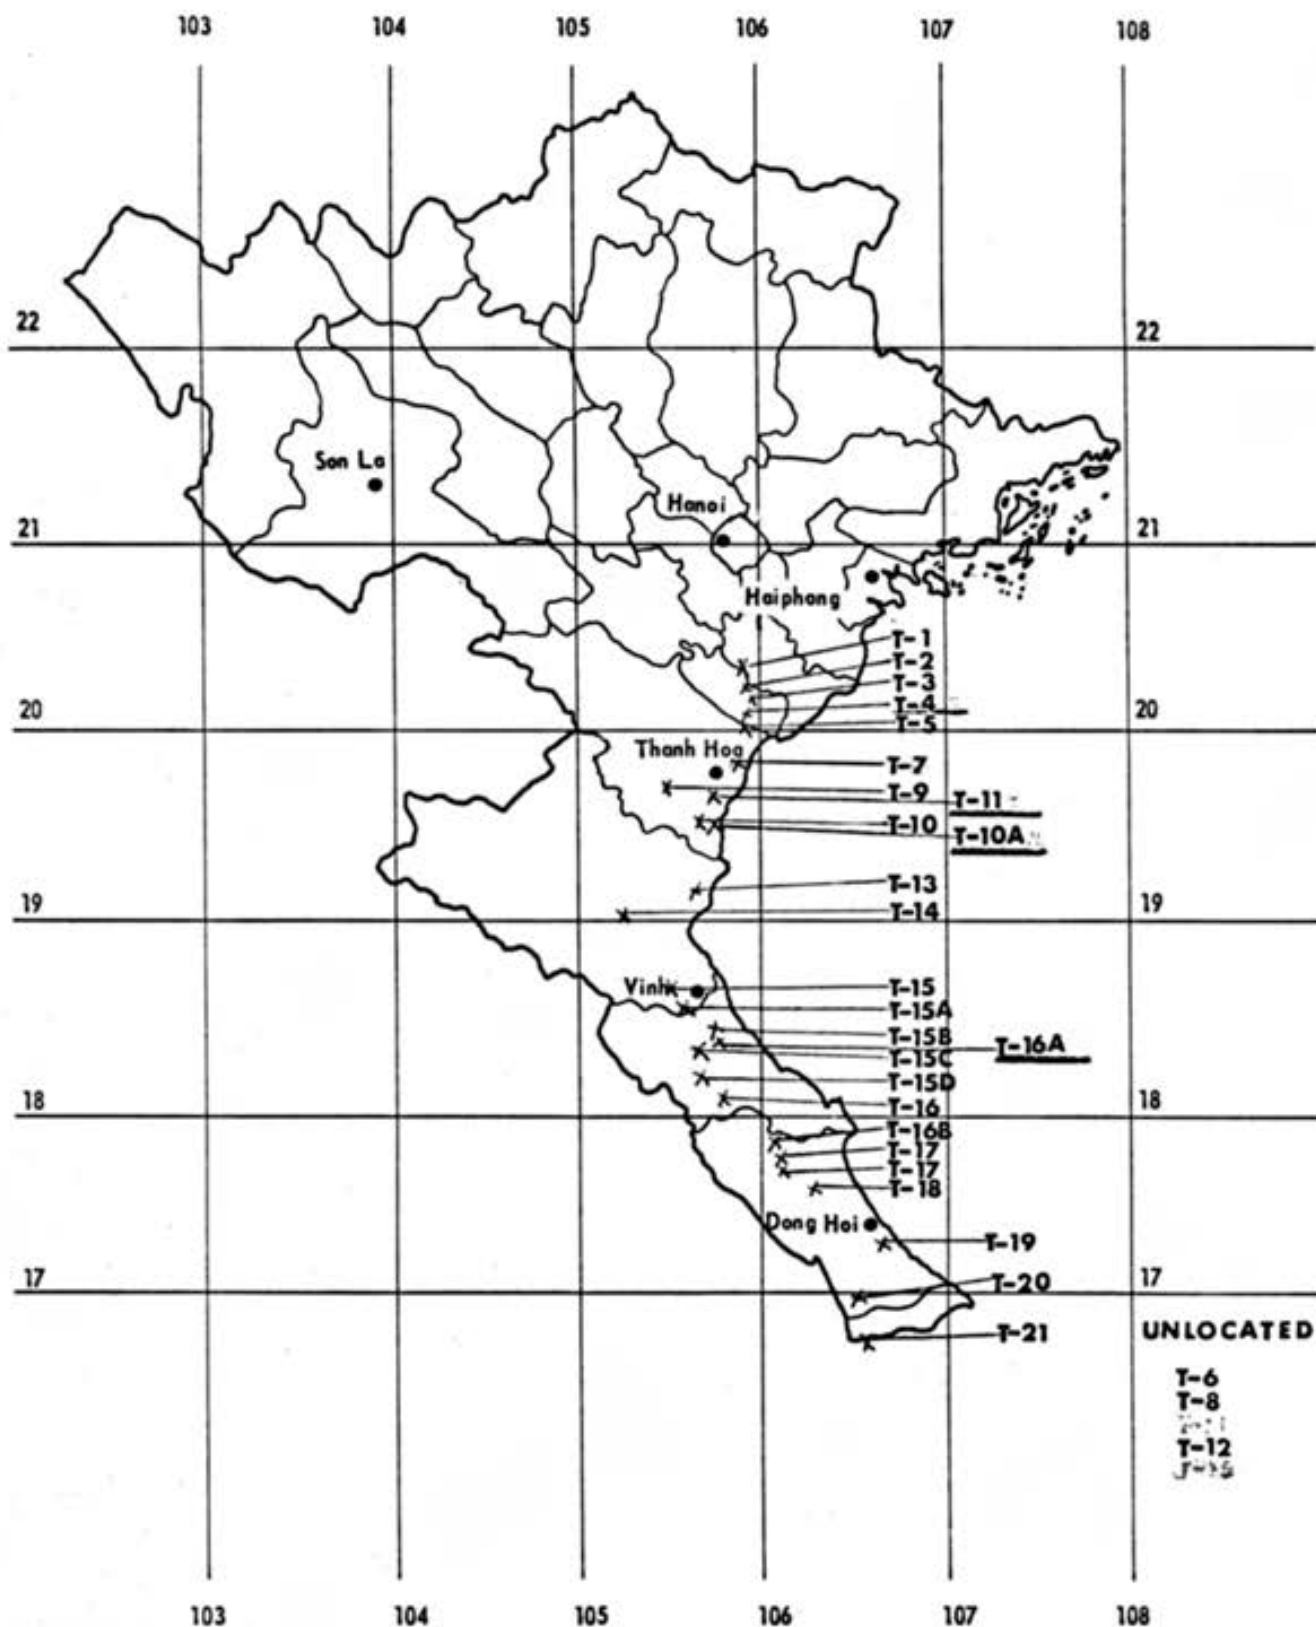 103 104 105 106 107 108
22 22
Son La
Hanoi
21 21
Haiphong
T-1
T-2
T-3
T-4
20 20
T-5
Thanh Hoa
T-7
T-9
T-11
T-10
T-10A
T-13
19 19
T-14
Vinh
T-15
T-15A
T-15B
T-16A
T-15C
T-15D
18 18
T-16
T-16B
T-17
T-17
T-18
Dong Hoi
T-19
17 17
T-20
T-21
UNLOCATED
T-6
T-8
T-12
103 104 105 106 107 108